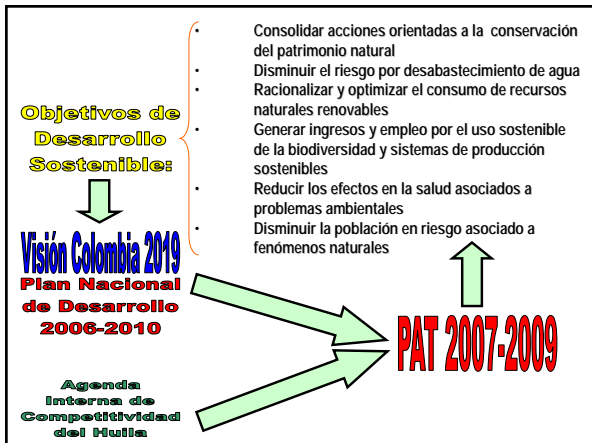 • Consolidar acciones orientadas a la conservación
del patrimonio natural
• Disminuir el riesgo por desabastecimiento de agua
• Racionalizar y optimizar el consumo de recursos
naturales renovables
• Generar ingresos y empleo por el uso sostenible
de la biodiversidad y sistemas de producción
sostenibles
• Reducir los efectos en la salud asociados a
problemas ambientales
• Disminuir la población en riesgo asociado a
fenómenos naturales
Objetivos de
Desarrollo
Sostenible:
Visión Colombia 2019
Plan Nacional
de Desarrollo
2006-2010
PAT 2007-2009
Agenda
Interna de
Competitividad
del Huila